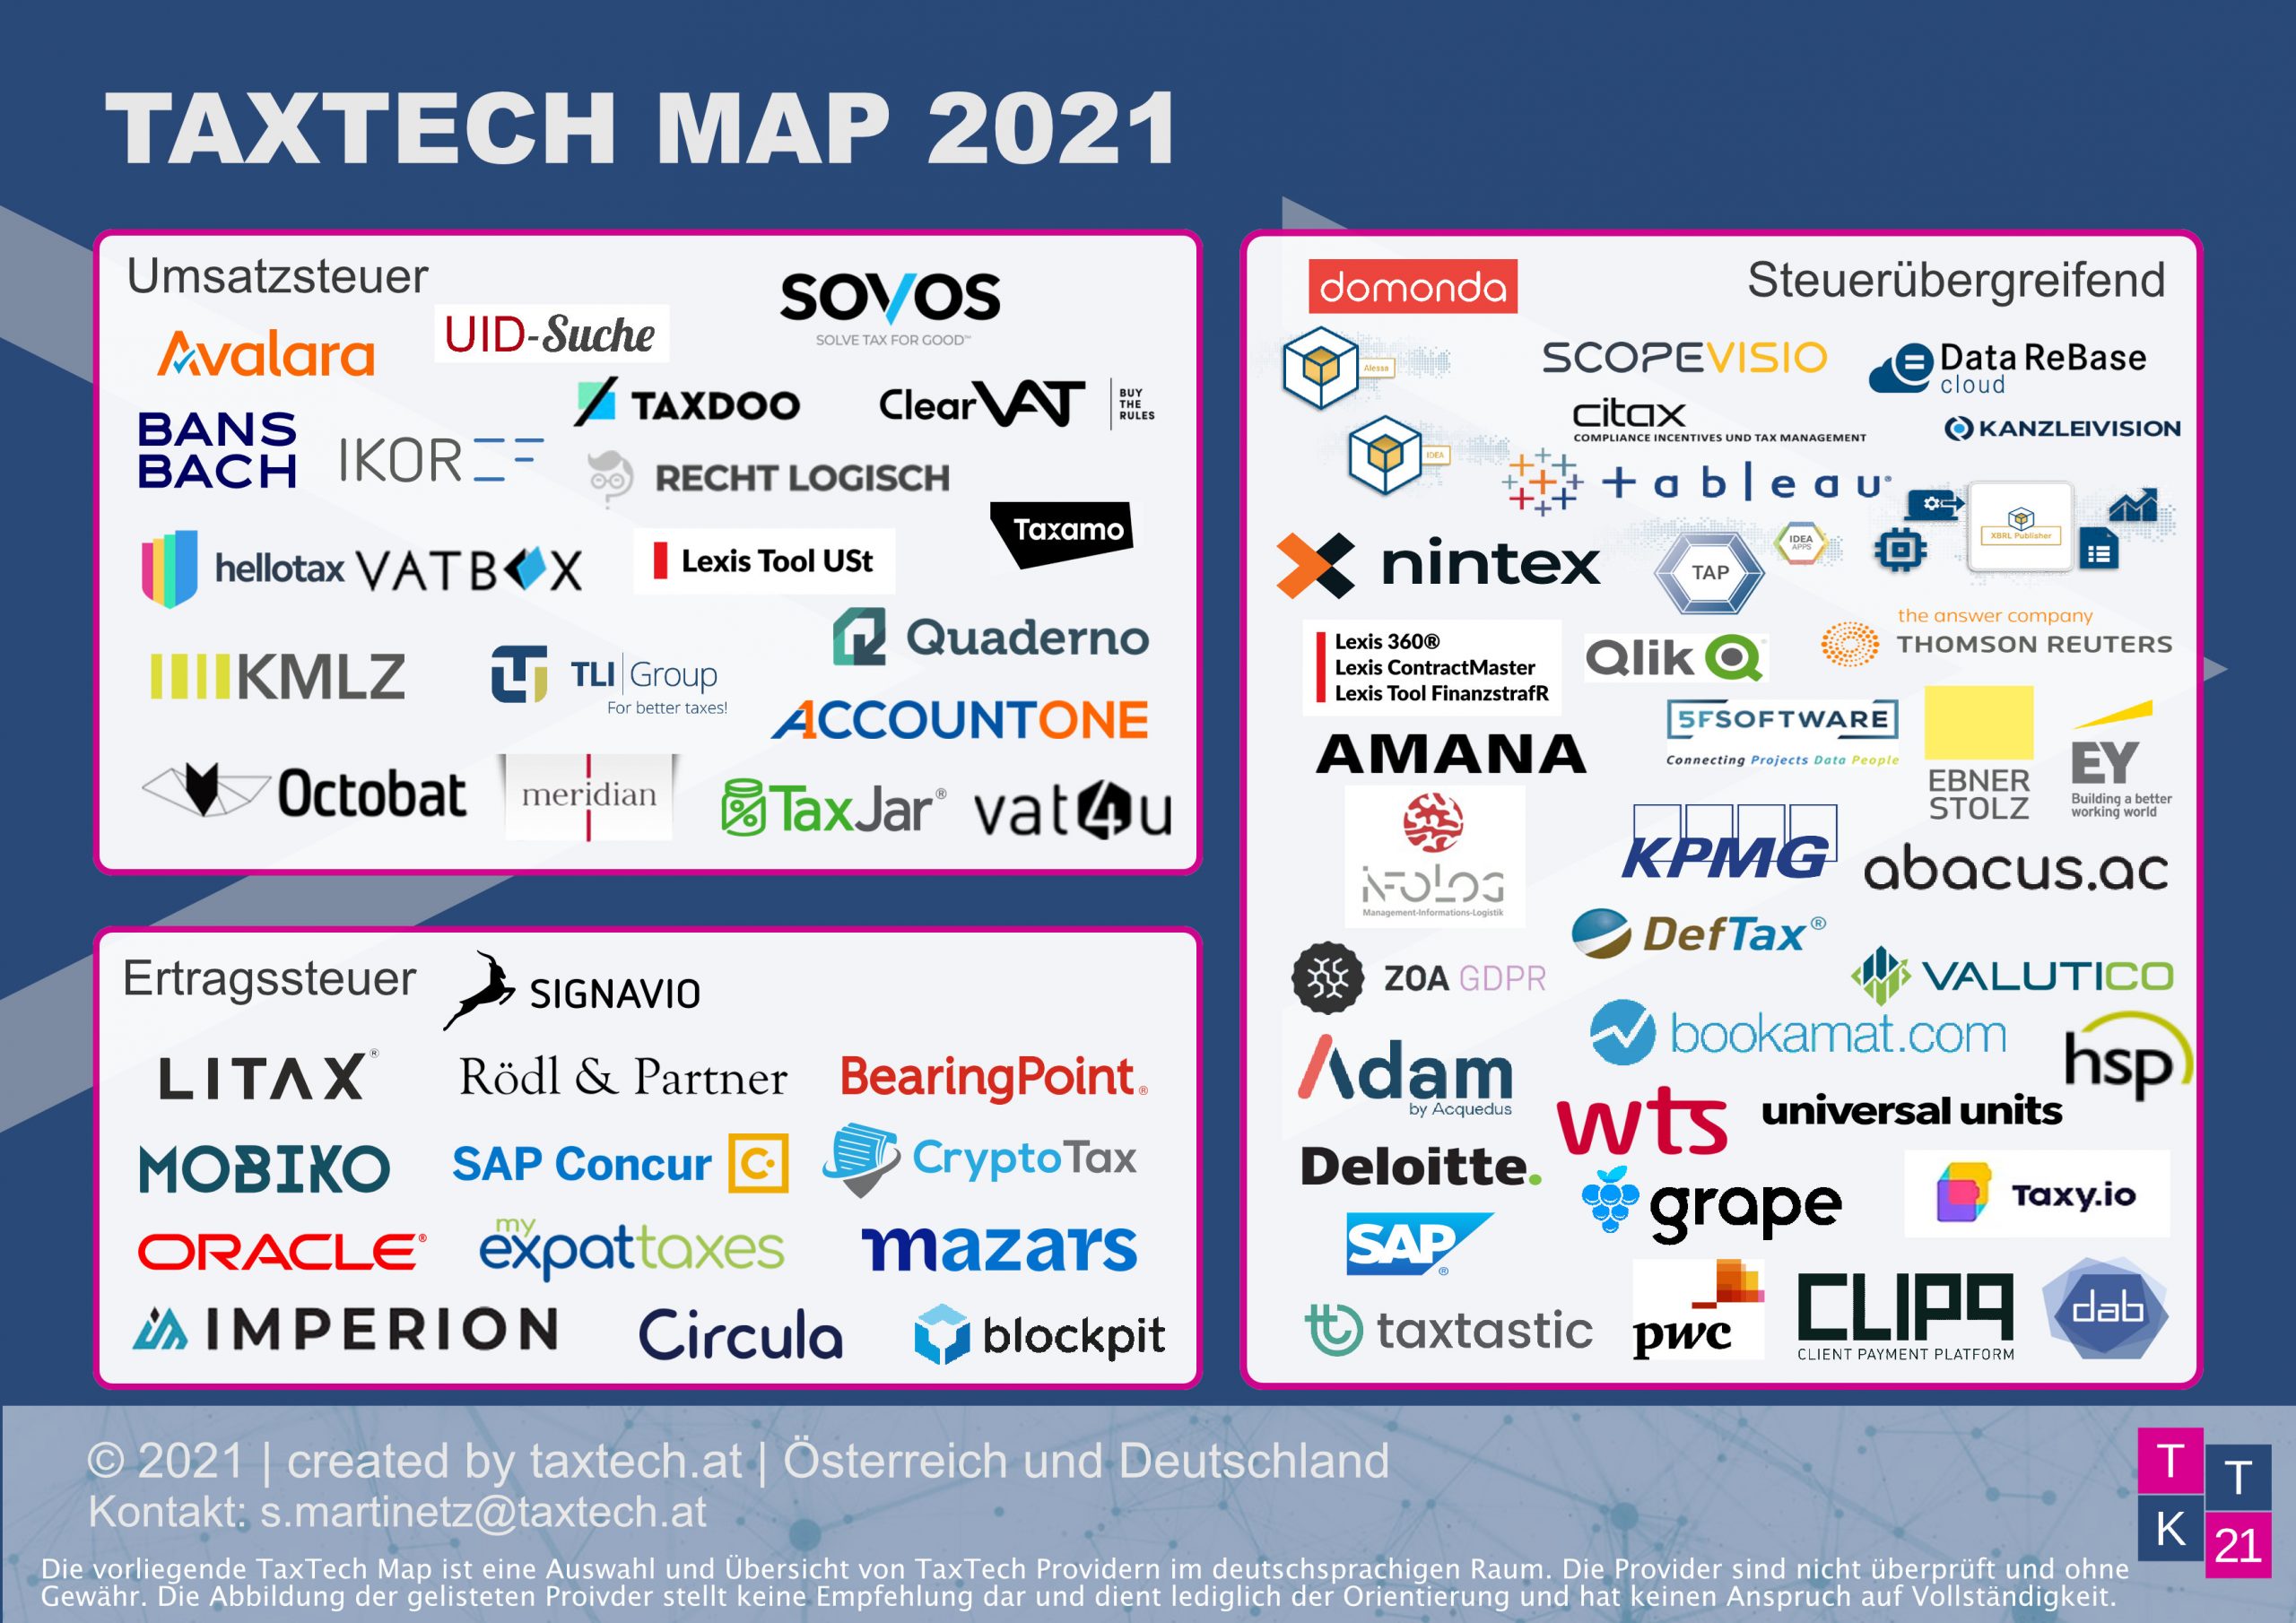 TAXTECH MAP 2021
Umsatzsteuer
SOVOS
SOLVE TAX FOR GOOD™
UID-Suche
Avalara
TAXDOO
ClearVAT
BUY
THE
RULES
BANS
BACH
IKOR
RECHT LOGISCH
Taxamo
hellotax
VATBOX
Lexis Tool USt
Quaderno
KMLZ
TLI Group
For better taxes!
ACCOUNTONE
Octobat
meridian
TaxJar®
vat4u
Ertragssteuer
SIGNAVIO
LITAX®
Rödl & Partner
BearingPoint®
MOBIKO
SAP Concur C.
CryptoTax
ORACLE®
my
expattaxes
mazars
IMPERION
Circula
blockpit
Steuerübergreifend
domonda
Alessa
SCOPEVISIO
Data ReBase
cloud
citax
COMPLIANCE INCENTIVES UND TAX MANAGEMENT
KANZLEIVISION
IDEA
+ableau®
XBRL Publisher
nintex
TAP
IDEA
APPS
the answer company
THOMSON REUTERS
Lexis 360®
Lexis ContractMaster
Lexis Tool FinanzstrafR
Qlik
5FSOFTWARE
Connecting Projects Data People
AMANA
EBNER
STOLZ
EY
Building a better
working world
iNFOLOG
Management-Informations-Logistik
KPMG
abacus.ac
DefTax®
ZOA GDPR
VALUTICO
bookamat.com
hsp
Adam
by Acquedus
wts
universal units
Deloitte.
grape
Taxy.io
SAP®
taxtastic
pwc
CLIPP
CLIENT PAYMENT PLATFORM
dab
© 2021 | created by taxtech.at | Österreich und Deutschland
Kontakt: s.martinetz@taxtech.at
T T
K 21
Die vorliegende TaxTech Map ist eine Auswahl und Übersicht von TaxTech Providern im deutschsprachigen Raum. Die Provider sind nicht überprüft und ohne
Gewähr. Die Abbildung der gelisteten Proivder stellt keine Empfehlung dar und dient lediglich der Orientierung und hat keinen Anspruch auf Vollständigkeit.